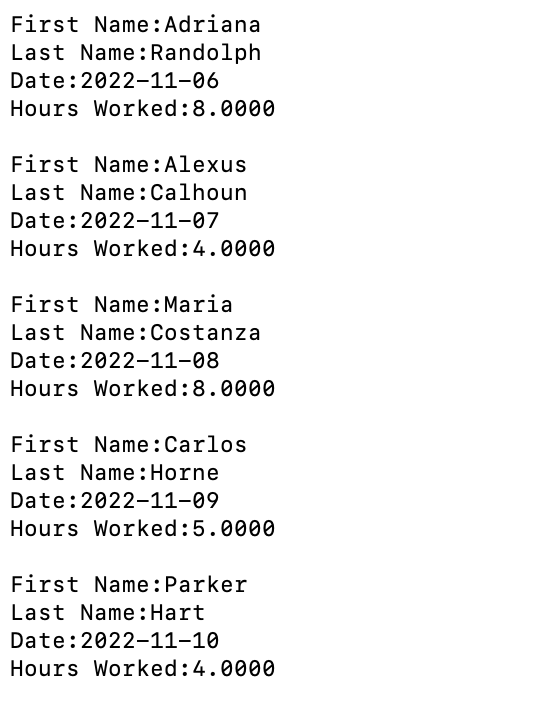 First Name:Adriana
Last Name:Randolph
Date:2022-11-06
Hours Worked:8.0000

First Name:Alexus
Last Name:Calhoun
Date:2022-11-07
Hours Worked:4.0000

First Name:Maria
Last Name:Costanza
Date:2022-11-08
Hours Worked:8.0000

First Name:Carlos
Last Name:Horne
Date:2022-11-09
Hours Worked:5.0000

First Name:Parker
Last Name:Hart
Date:2022-11-10
Hours Worked:4.0000